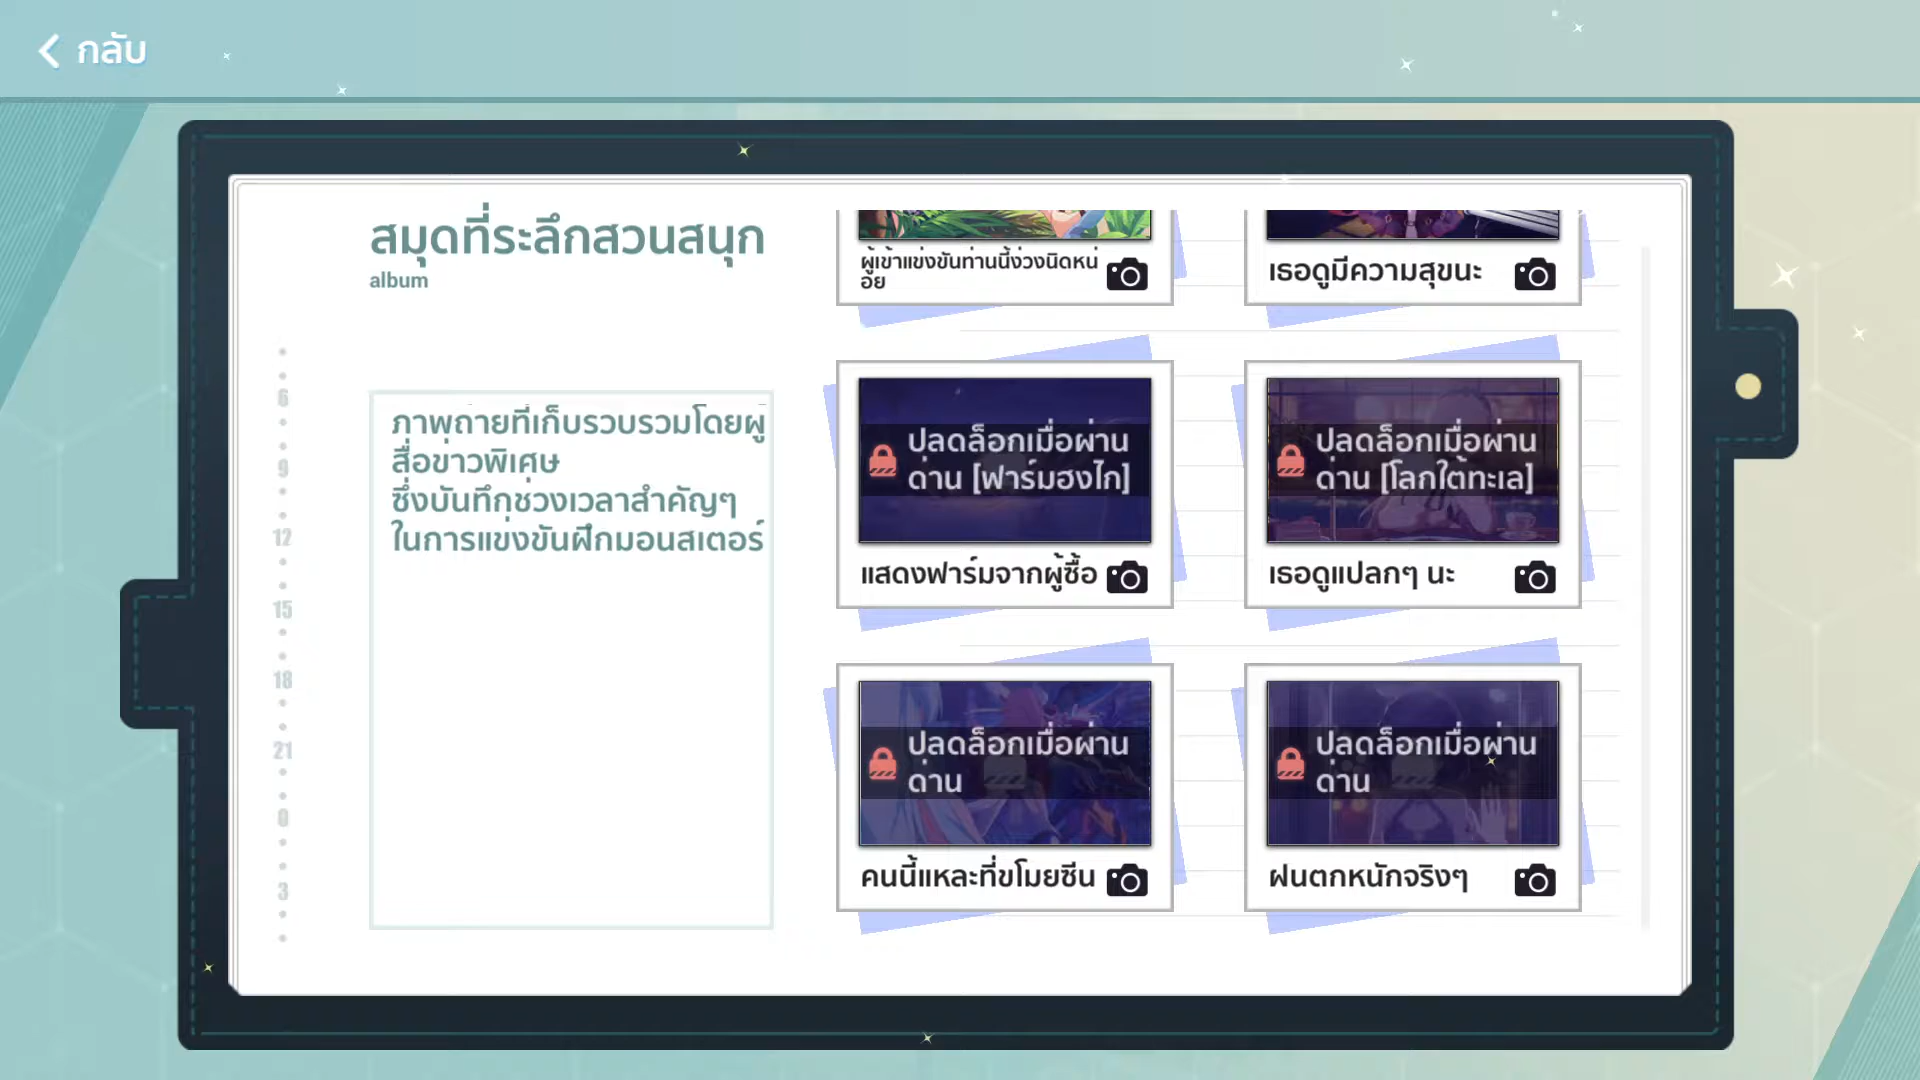 กลับ
สมุดที่ระลึกสวนสนุก
album
6
9
12
15
18
21
0
3
ภาพถ่ายที่เก็บรวบรวมโดยผู้
สื่อข่าวพิเศษ
ซึ่งบันทึกช่วงเวลาสำคัญๆ
ในการแข่งขันฝึกมอนสเตอร์
ผู้เข้าแข่งขันท่านนี้ง่วงนิดหน่
อย
เธอดูมีความสุขนะ
ปลดล็อกเมื่อผ่าน
ด่าน [ฟาร์มฮงไก]
แสดงฟาร์มจากผู้ซื้อ
ปลดล็อกเมื่อผ่าน
ด่าน [โลกใต้ทะเล]
เธอดูแปลกๆ นะ
ปลดล็อกเมื่อผ่าน
ด่าน
คนนี้แหละที่ขโมยซีน
ปลดล็อกเมื่อผ่าน
ด่าน
ฝนตกหนักจริงๆ